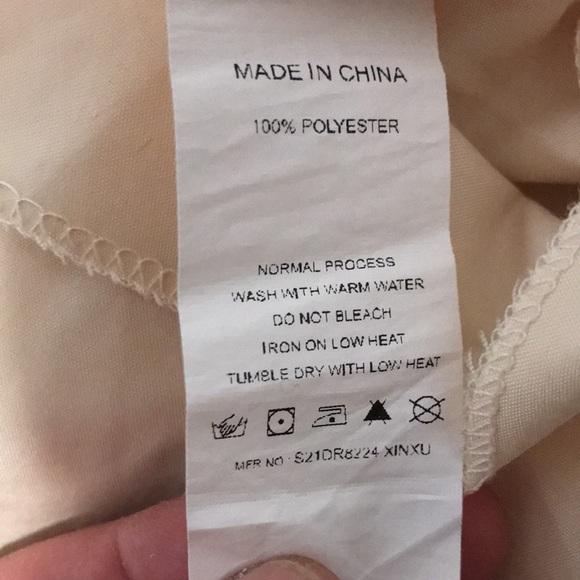 MADE IN CHINA
100% POLYESTER
NORMAL PROCESS
WASH WITH WARM WATER
DO NOT BLEACH
IRON ON LOW HEAT
TUMBLE DRY WITH LOW HEAT
MFR NO : S21DR8224 XINXU